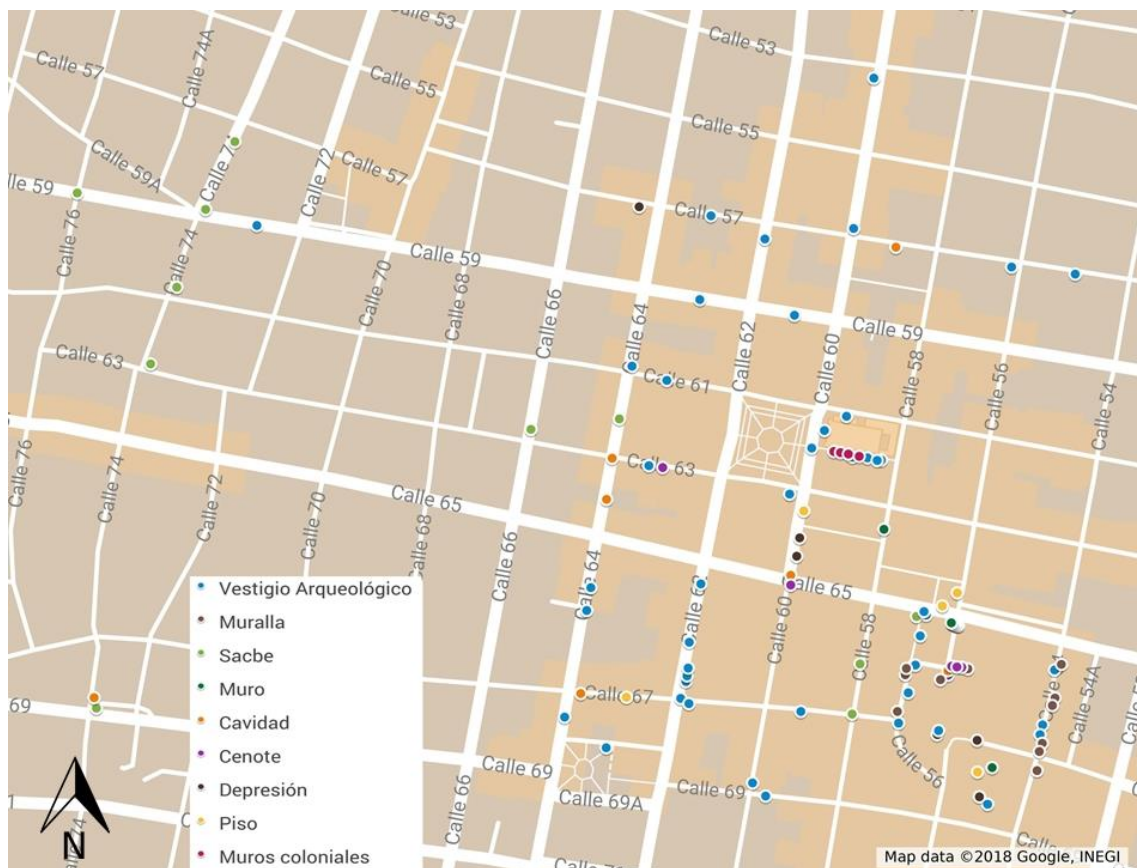 Calle 53
Calle 53
Calle 57
Calle 74A
Calle 55
Calle 55
Calle 59A
Calle 57
Calle 72
Calle 57
Calle 59
Calle 76
Calle 74
Calle 59
Calle 70
Calle 68
Calle 66
Calle 64
Calle 62
Calle 60
Calle 59
Calle 58
Calle 56
Calle 54
Calle 63
Calle 61
Calle 63
Calle 76
Calle 74
Calle 72
Calle 70
Calle 68
Calle 65
Calle 66
Calle 64
Calle 60
Calle 65
Calle 58
Calle 67
Calle 54A
Calle 56
69
Calle 69
Calle 66
Calle 69A
Calle 69
Vestigio Arqueológico
Muralla
Sacbe
Muro
Cavidad
Cenote
Depresión
Piso
Muros coloniales
N
Map data ©2018 Google, INEGI